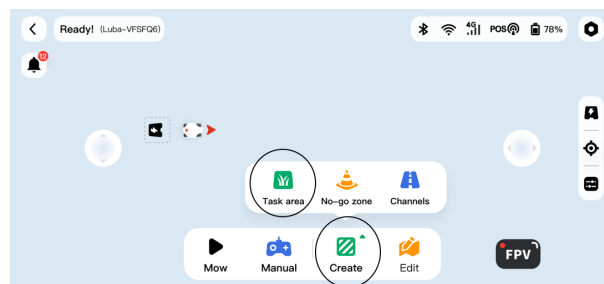 Ready! (Luba-VFSFQ6)
4G POS 78%
12
Task area No-go zone Channels
Mow Manual Create Edit
FPV